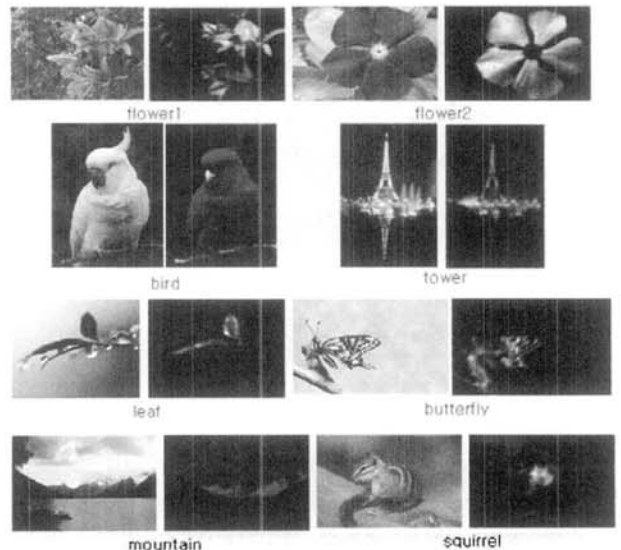 flower1
flower2
bird
tower
leaf
butterfly
mountain
squirrel